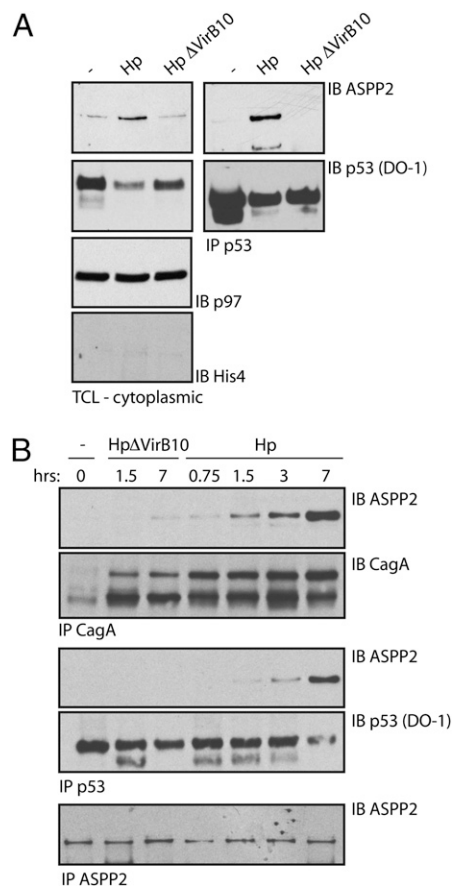 A
- Hp Hp ΔVirB10 - Hp Hp ΔVirB10
IB ASPP2
IB p53 (DO-1)
IP p53
IB p97
IB His4
TCL - cytoplasmic
B
- HpΔVirB10 Hp
hrs: 0 1.5 7 0.75 1.5 3 7
IB ASPP2
IB CagA
IP CagA
IB ASPP2
IB p53 (DO-1)
IP p53
IB ASPP2
IP ASPP2